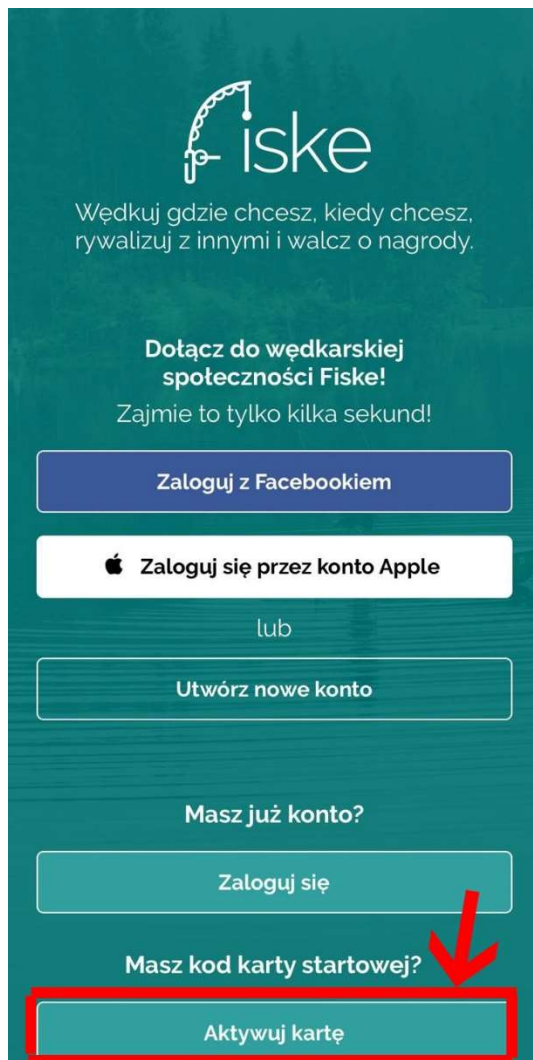 Fiske
Wędkuj gdzie chcesz, kiedy chcesz,
rywalizuj z innymi i walcz o nagrody.
Dołącz do wędkarskiej
społeczności Fiske!
Zajmie to tylko kilka sekund!
Zaloguj z Facebookiem
Zaloguj się przez konto Apple
lub
Utwórz nowe konto
Masz już konto?
Zaloguj się
Masz kod karty startowej?
Aktywuj kartę